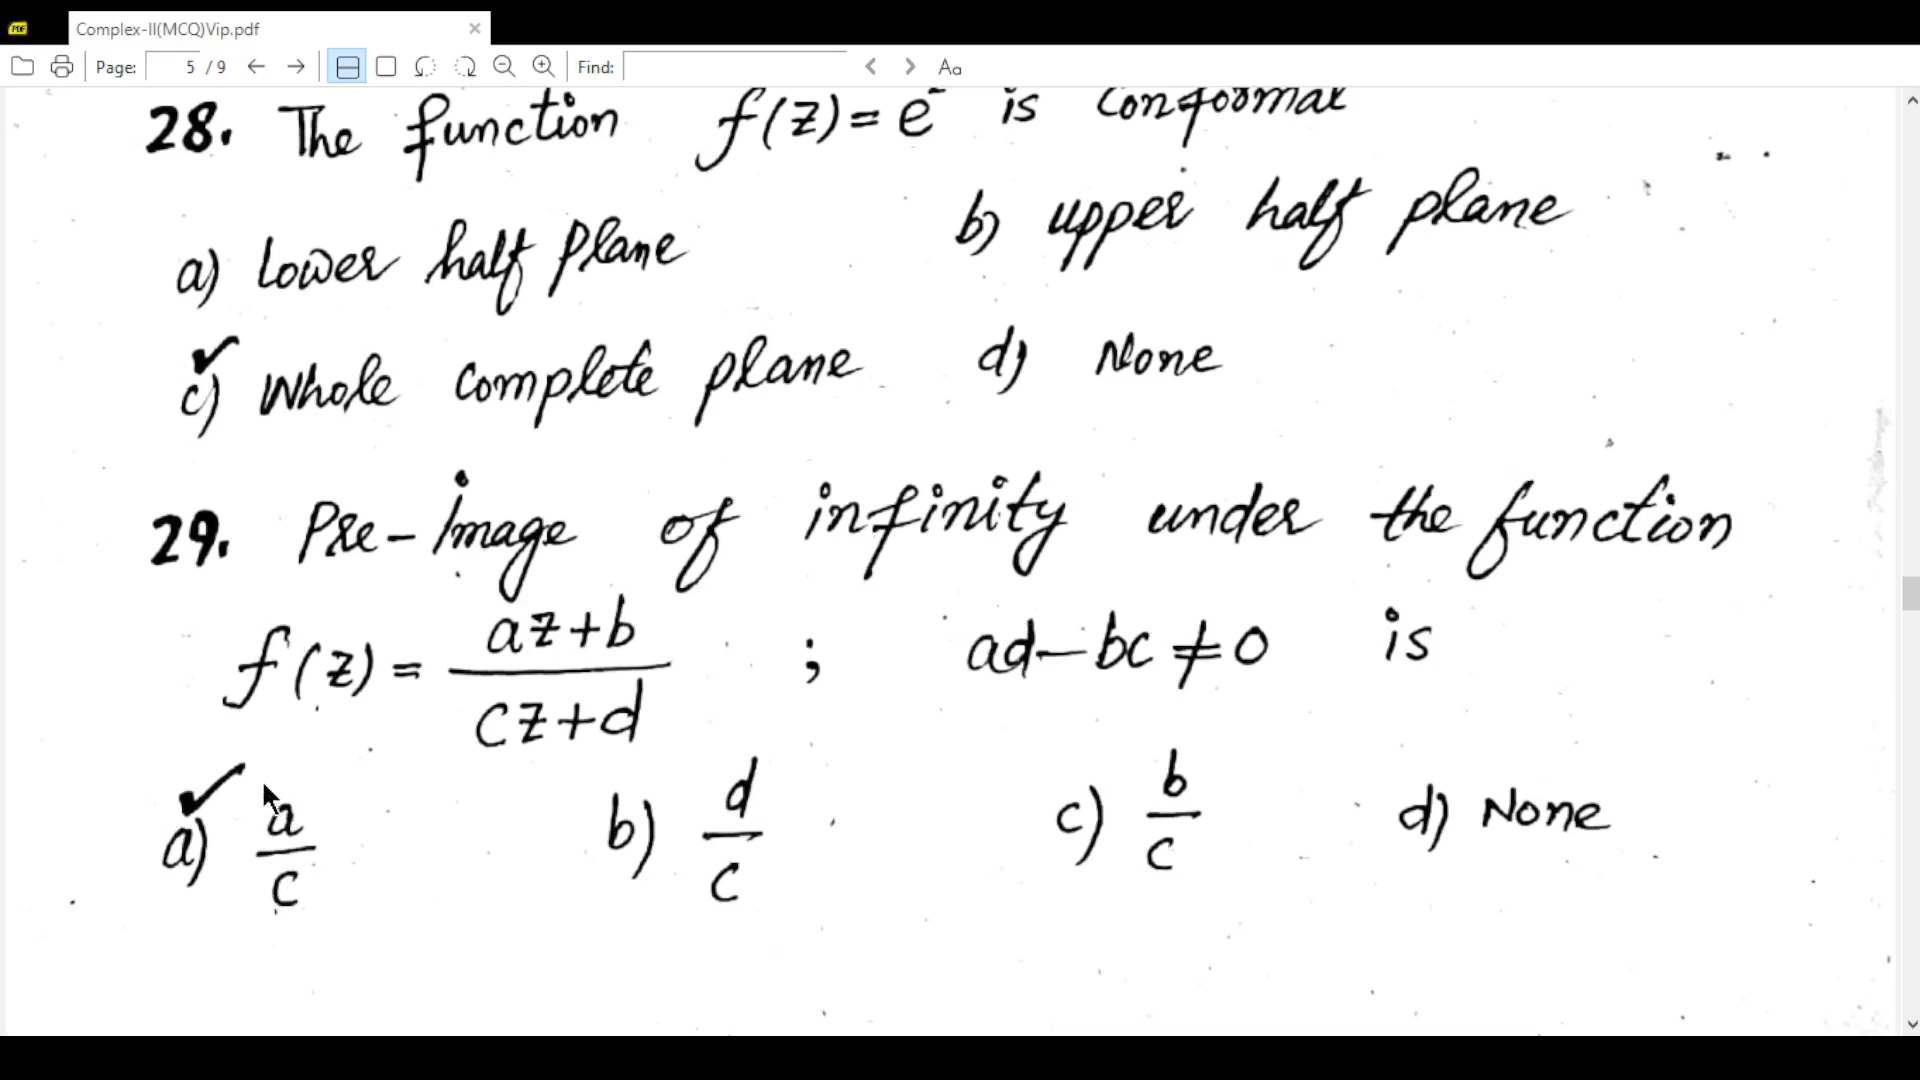 Complex-II(MCQ)Vip.pdf
Page: 5 / 9 Find: Aa
28. The function f(z) = e^z is conformal
a) Lower half Plane b) upper half plane
✓ c) Whole complete plane d) None
29. Pre-Image of infinity under the function
f(z) = (az+b)/(cz+d) ; ad-bc≠0 is
✓ a) a/c b) d/c c) b/c d) None